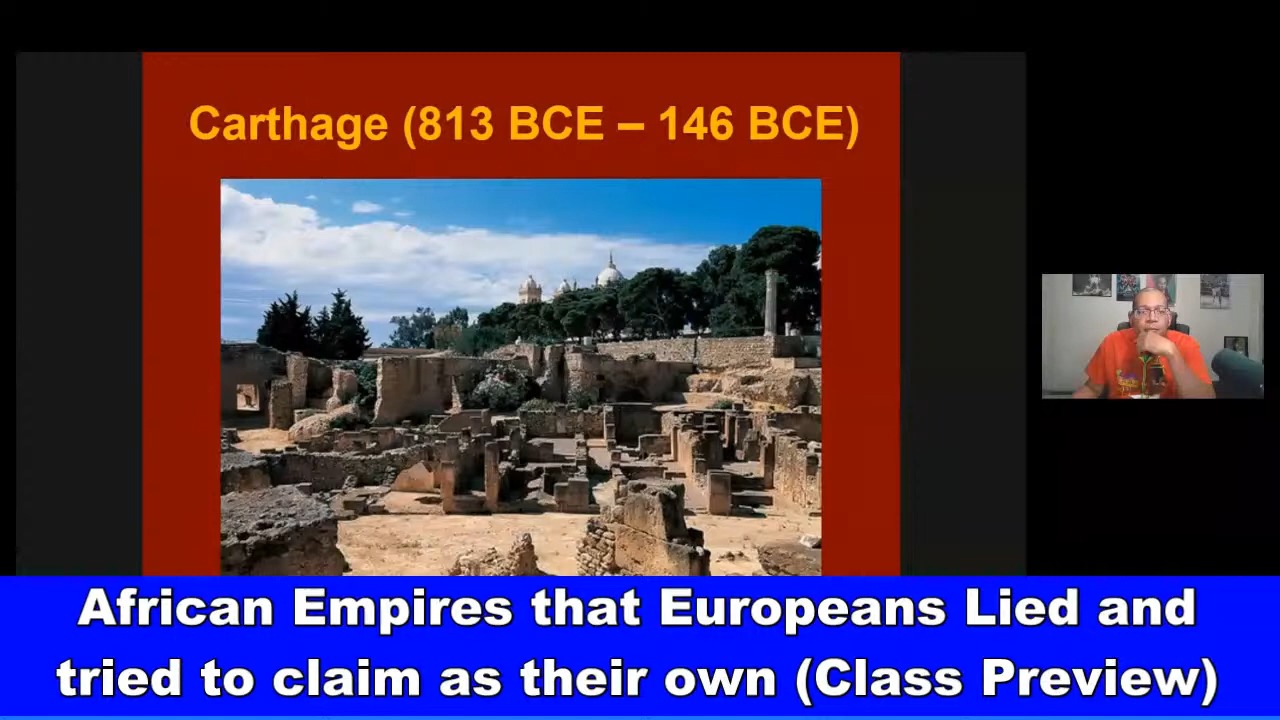 Carthage (813 BCE – 146 BCE)
African Empires that Europeans Lied and
tried to claim as their own (Class Preview)